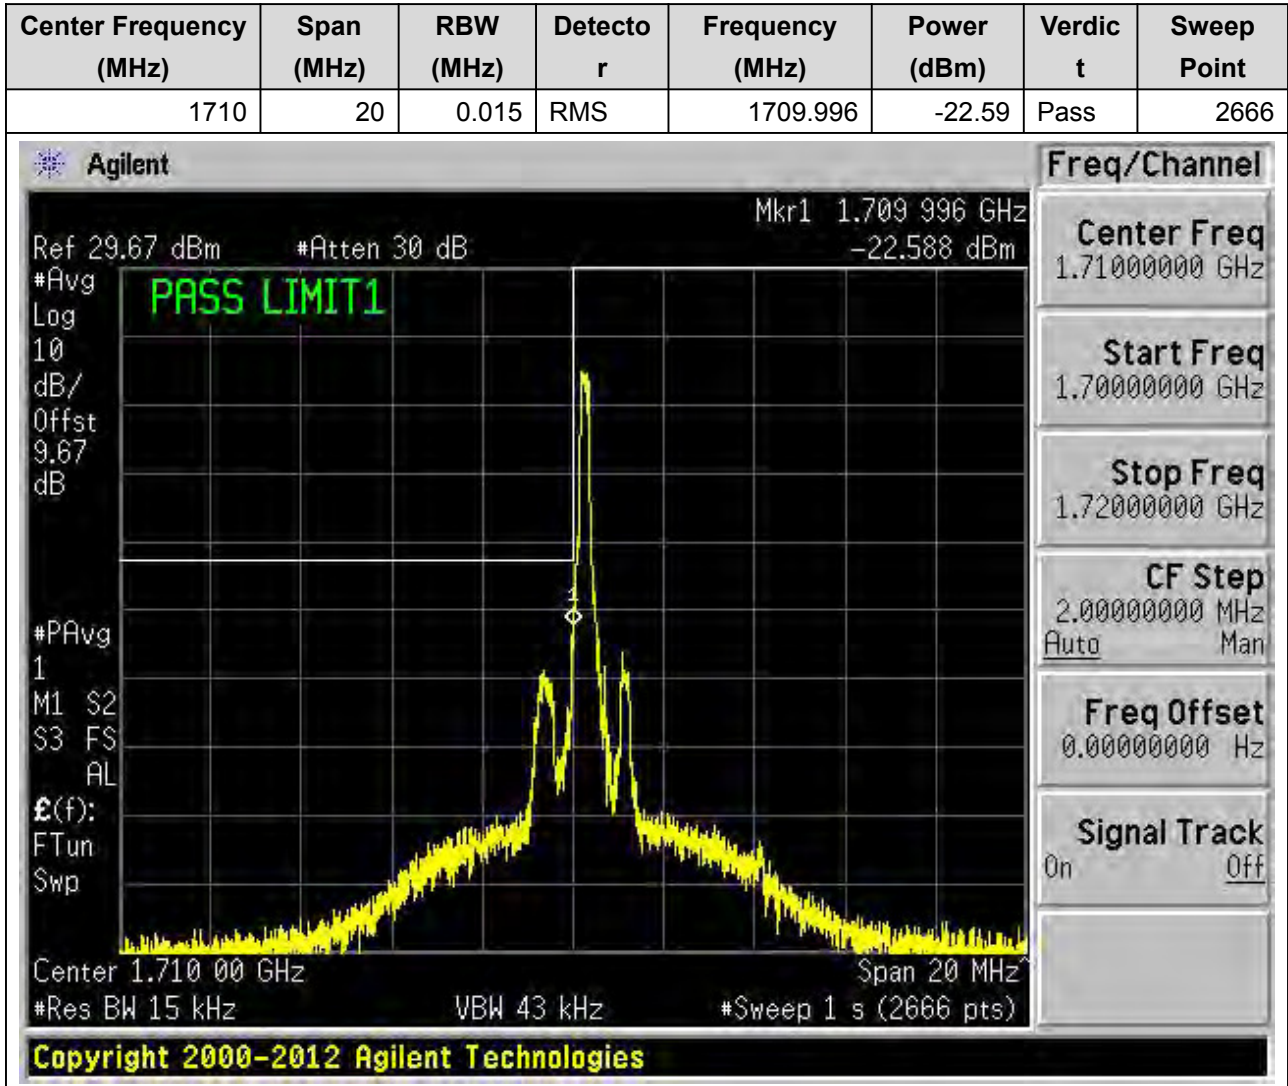 Center Frequency (MHz) Span (MHz) RBW (MHz) Detector Frequency (MHz) Power (dBm) Verdict Sweep Point
1710 20 0.015 RMS 1709.996 -22.59 Pass 2666
Agilent
Freq/Channel
Mkr1 1.709 996 GHz
Ref 29.67 dBm #Atten 30 dB -22.588 dBm
#Avg
Log
10
dB/
Offst
9.67
dB
PASS LIMIT1
1
#PAvg
1
M1 S2
S3 FS
AL
£(f):
FTun
Swp
Center 1.710 00 GHz Span 20 MHz^
#Res BW 15 kHz VBW 43 kHz #Sweep 1 s (2666 pts)
Copyright 2000-2012 Agilent Technologies
Center Freq
1.71000000 GHz
Start Freq
1.70000000 GHz
Stop Freq
1.72000000 GHz
CF Step
2.00000000 MHz
Auto Man
Freq Offset
0.00000000 Hz
Signal Track
On Off